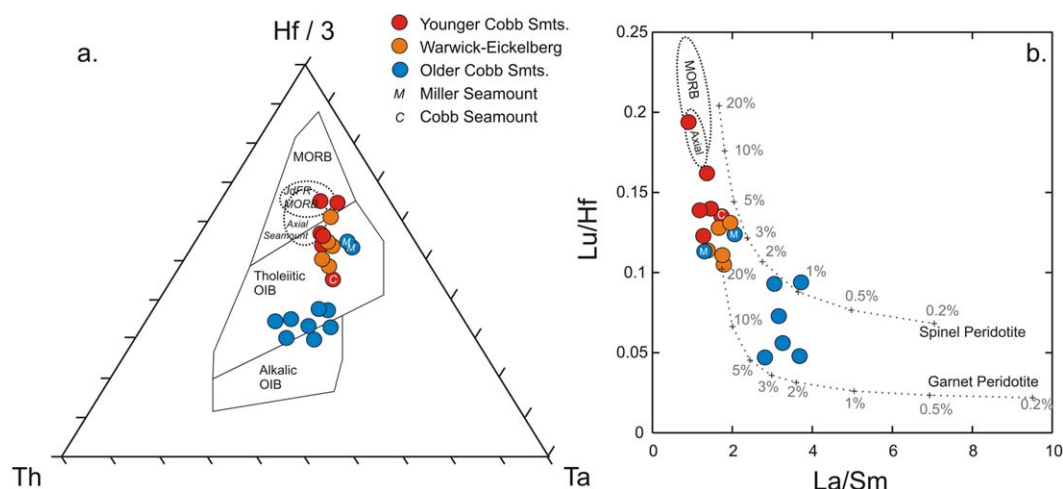 a.
Hf / 3
Younger Cobb Smts.
Warwick-Eickelberg
Older Cobb Smts.
M Miller Seamount
C Cobb Seamount
MORB
JdFR
MORB
Axial
Seamount
M
M
Tholeiitic
OIB
C
Alkalic
OIB
Th
Ta
b.
0.25
0.2
0.15
0.1
0.05
0
Lu/Hf
MORB
Axial
20%
10%
5%
3%
2%
1%
0.5%
0.2%
Spinel Peridotite
C
M
M
20%
10%
5%
3%
2%
1%
0.5%
0.2%
Garnet Peridotite
0
2
4
6
8
10
La/Sm